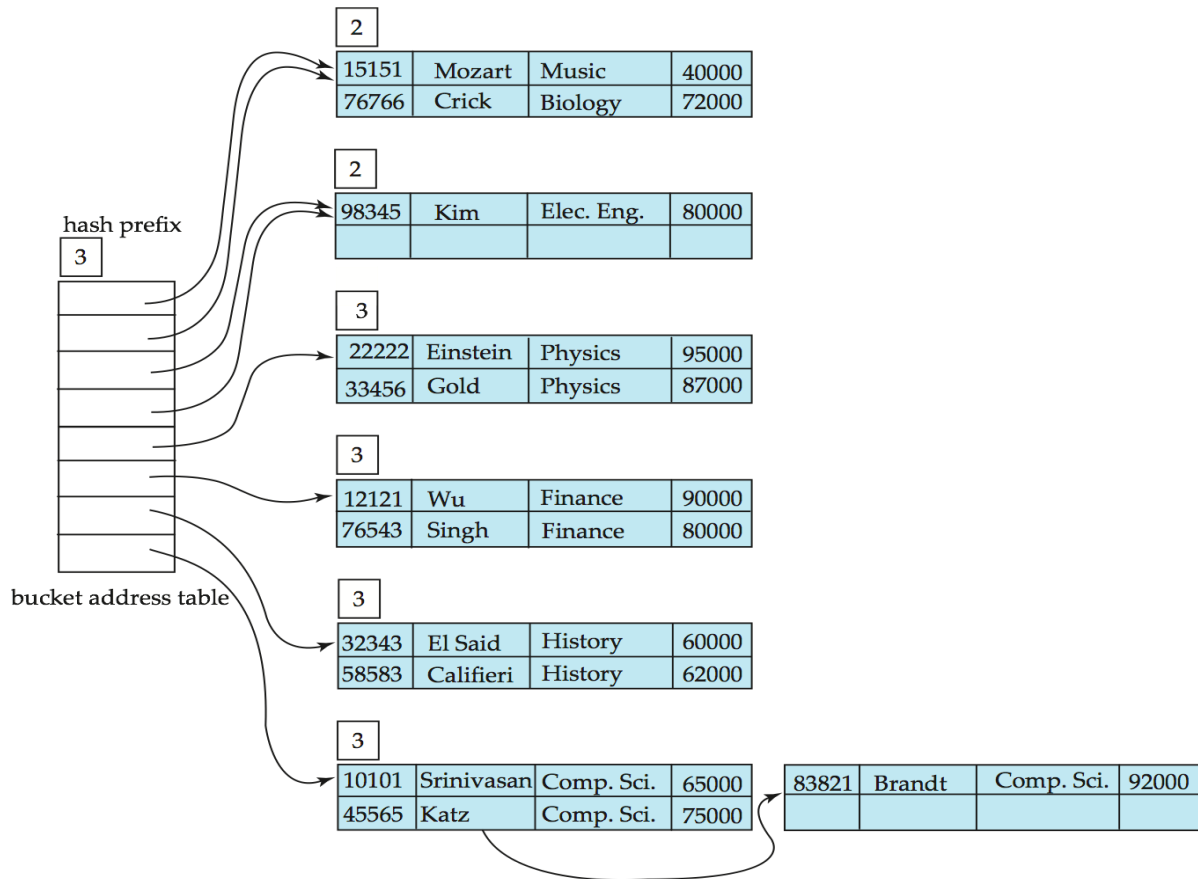 2
15151 Mozart Music 40000
76766 Crick Biology 72000
2
98345 Kim Elec. Eng. 80000
hash prefix
3
3
22222 Einstein Physics 95000
33456 Gold Physics 87000
3
12121 Wu Finance 90000
76543 Singh Finance 80000
bucket address table
3
32343 El Said History 60000
58583 Califieri History 62000
3
10101 Srinivasan Comp. Sci. 65000
45565 Katz Comp. Sci. 75000
83821 Brandt Comp. Sci. 92000